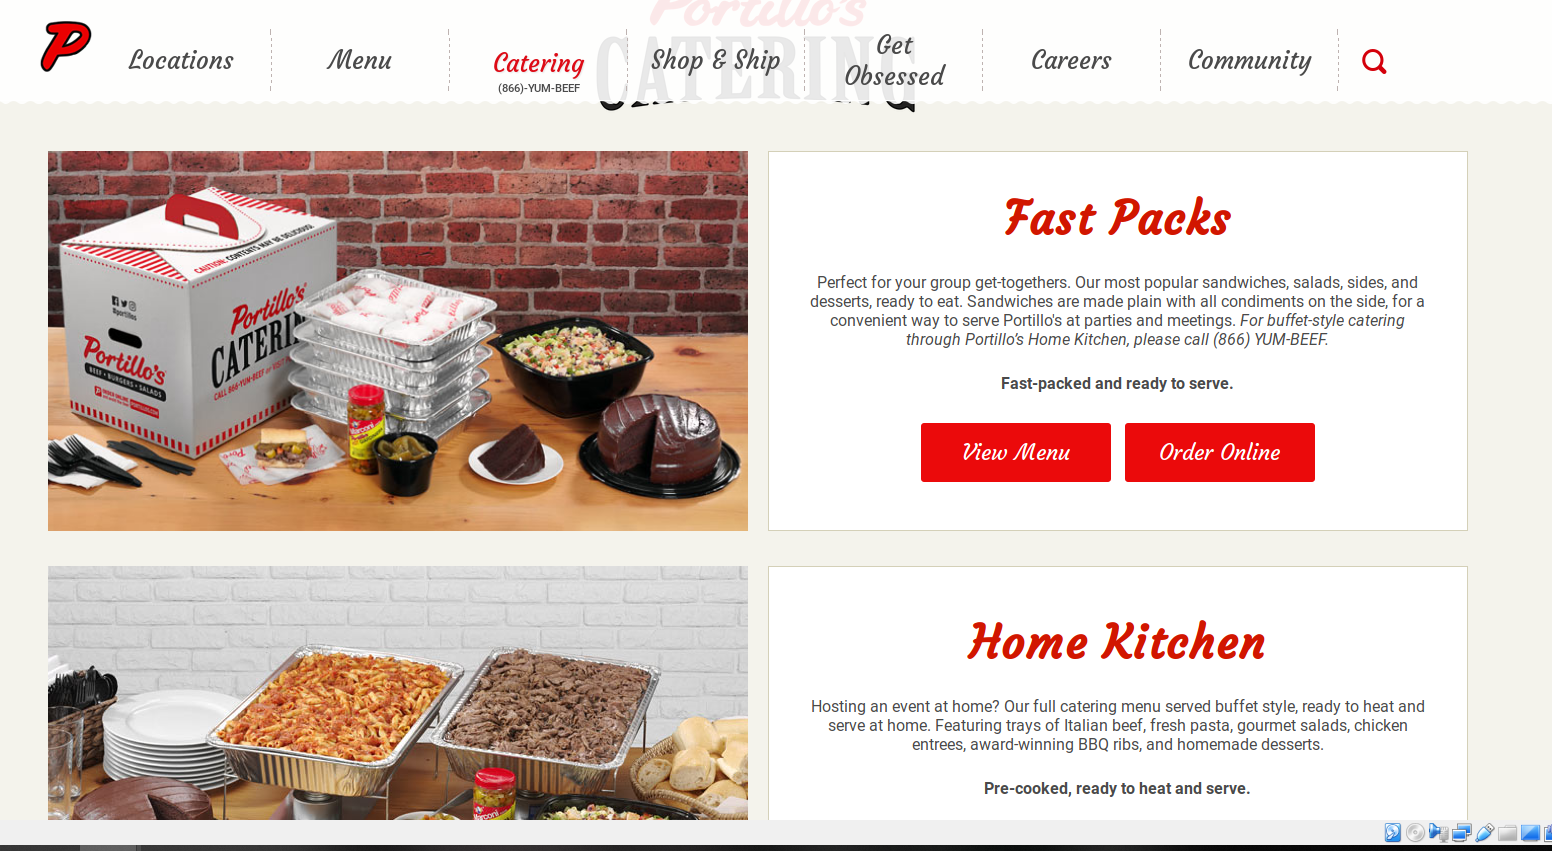 Portillo's
CATERING
P
Locations
Menu
Catering
(866)-YUM-BEEF
Shop & Ship
Get
Obsessed
Careers
Community
CAUTION: CONTENTS MAY BE DELICIOUS!
#portillos
Portillo's
BEEF • BURGERS • SALADS
Portillo's
CATERIN
CALL 866-YUM-BEEF
Fast Packs
Perfect for your group get-togethers. Our most popular sandwiches, salads, sides, and
desserts, ready to eat. Sandwiches are made plain with all condiments on the side, for a
convenient way to serve Portillo's at parties and meetings. For buffet-style catering
through Portillo's Home Kitchen, please call (866) YUM-BEEF.
Fast-packed and ready to serve.
View Menu
Order Online
Home Kitchen
Hosting an event at home? Our full catering menu served buffet style, ready to heat and
serve at home. Featuring trays of Italian beef, fresh pasta, gourmet salads, chicken
entrees, award-winning BBQ ribs, and homemade desserts.
Pre-cooked, ready to heat and serve.